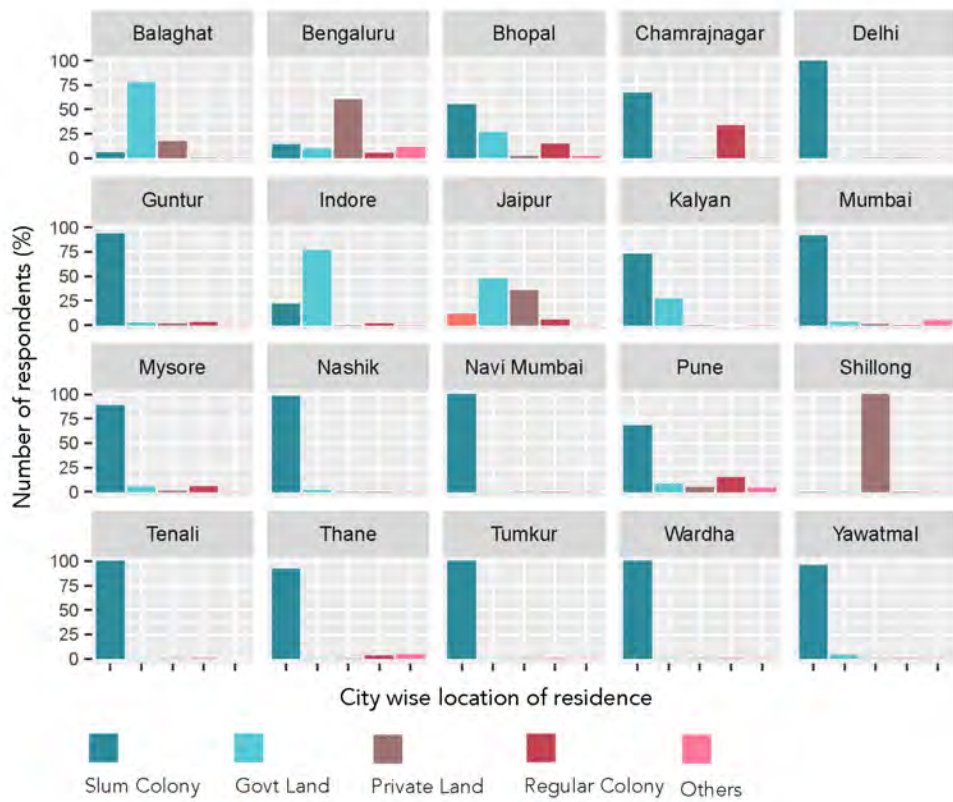 Balaghat Bengaluru Bhopal Chamrajnagar Delhi
100
75
50
25
0
Guntur Indore Jaipur Kalyan Mumbai
100
75
50
25
0
Mysore Nashik Navi Mumbai Pune Shillong
100
75
50
25
0
Tenali Thane Tumkur Wardha Yawatmal
100
75
50
25
0
Number of respondents (%)
City wise location of residence
Slum Colony Govt Land Private Land Regular Colony Others